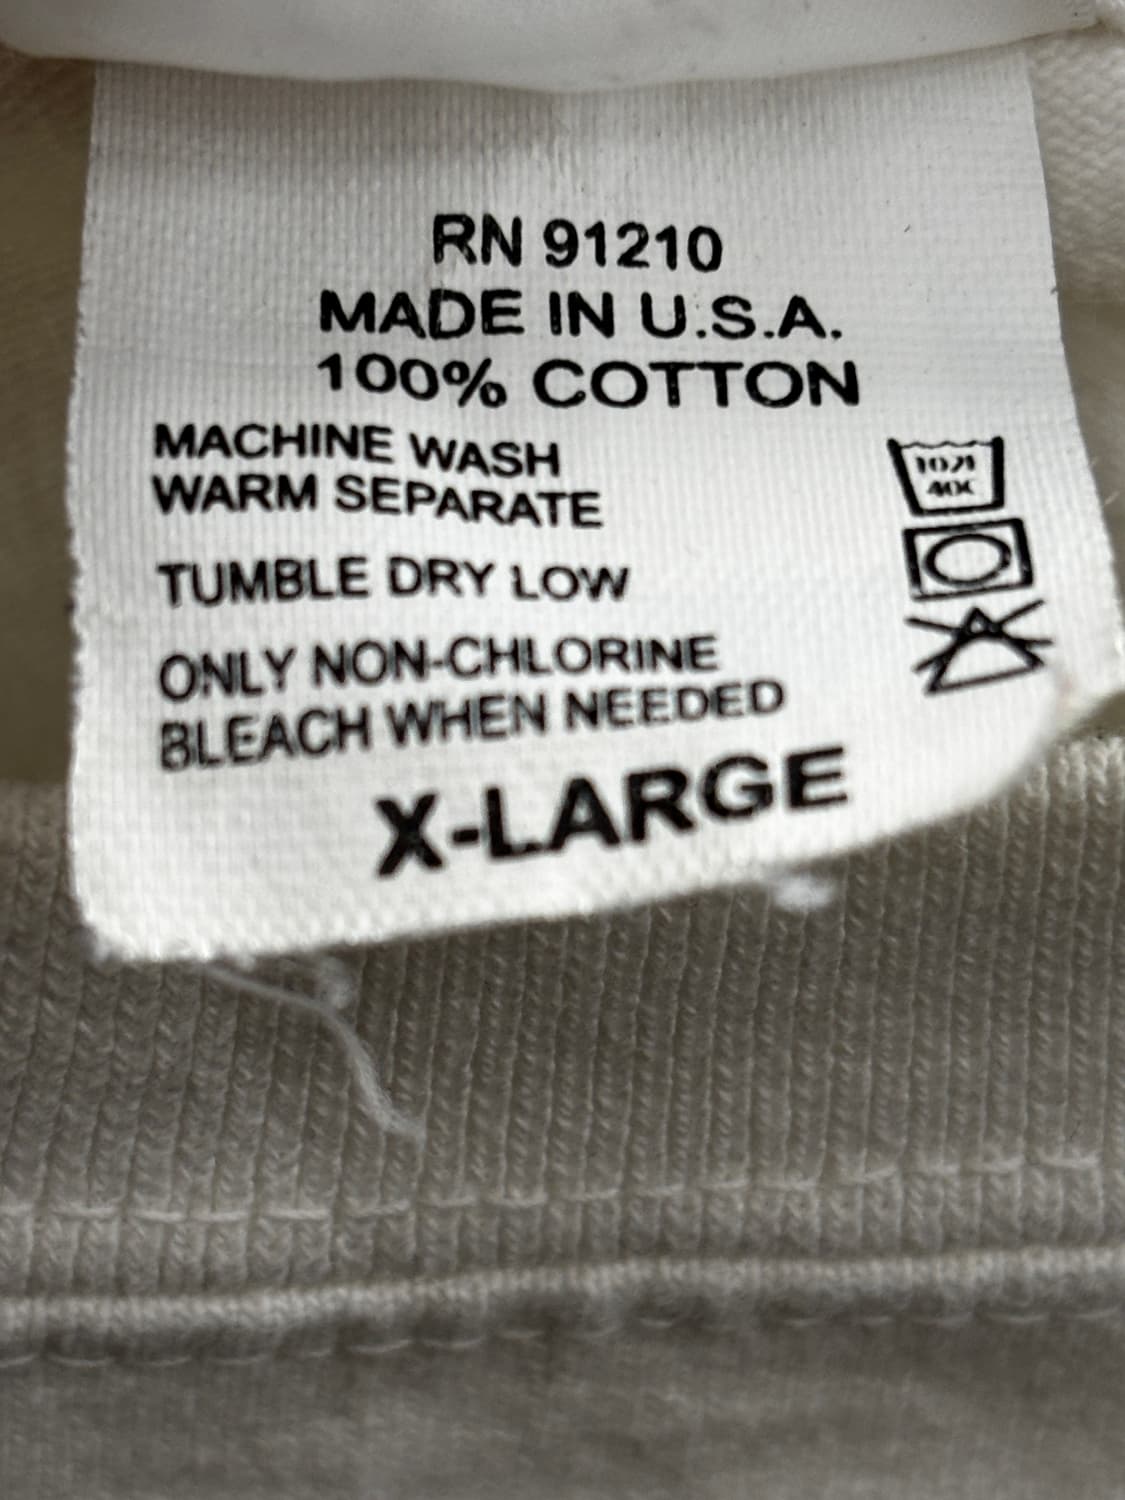 RN 91210
MADE IN U.S.A.
100% COTTON
MACHINE WASH
WARM SEPARATE
TUMBLE DRY LOW
ONLY NON-CHLORINE
BLEACH WHEN NEEDED
X-LARGE